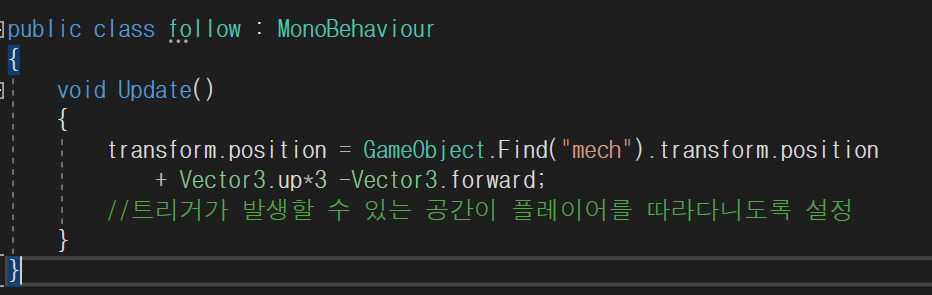 public class follow : MonoBehaviour
{
    void Update()
    {
        transform.position = GameObject.Find("mech").transform.position
            + Vector3.up*3 -Vector3.forward;
        //트리거가 발생할 수 있는 공간이 플레이어를 따라다니도록 설정
    }
}